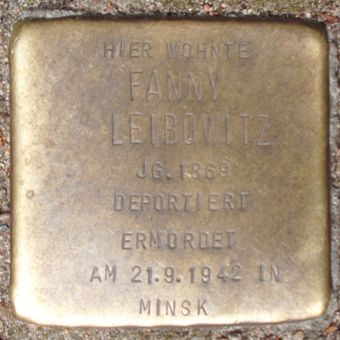 HIER WOHNTE
FANNY
LEIBOWITZ
JG. 1869
DEPORTIERT
ERMORDET
AM 21.9.1942 IN
MINSK